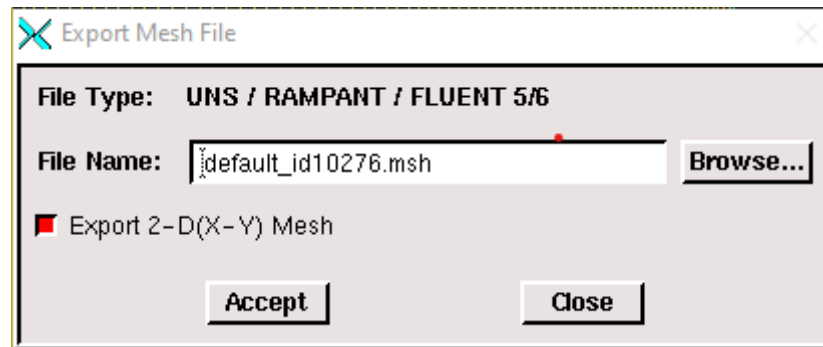 Export Mesh File
File Type: UNS / RAMPANT / FLUENT 5/6
File Name: default_id10276.msh Browse...
Export 2-D(X-Y) Mesh
Accept Close